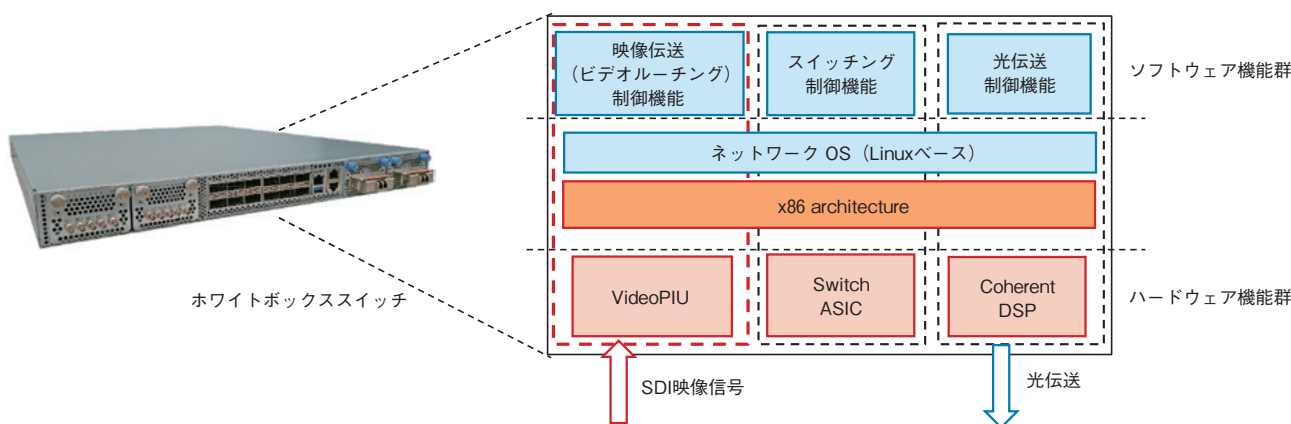 映像伝送
（ビデオルーチング）
制御機能
スイッチング
制御機能
光伝送
制御機能
ソフトウェア機能群
ネットワーク OS（Linuxベース）
x86 architecture
ホワイトボックススイッチ
VideoPIU
Switch
ASIC
Coherent
DSP
ハードウェア機能群
SDI映像信号
光伝送